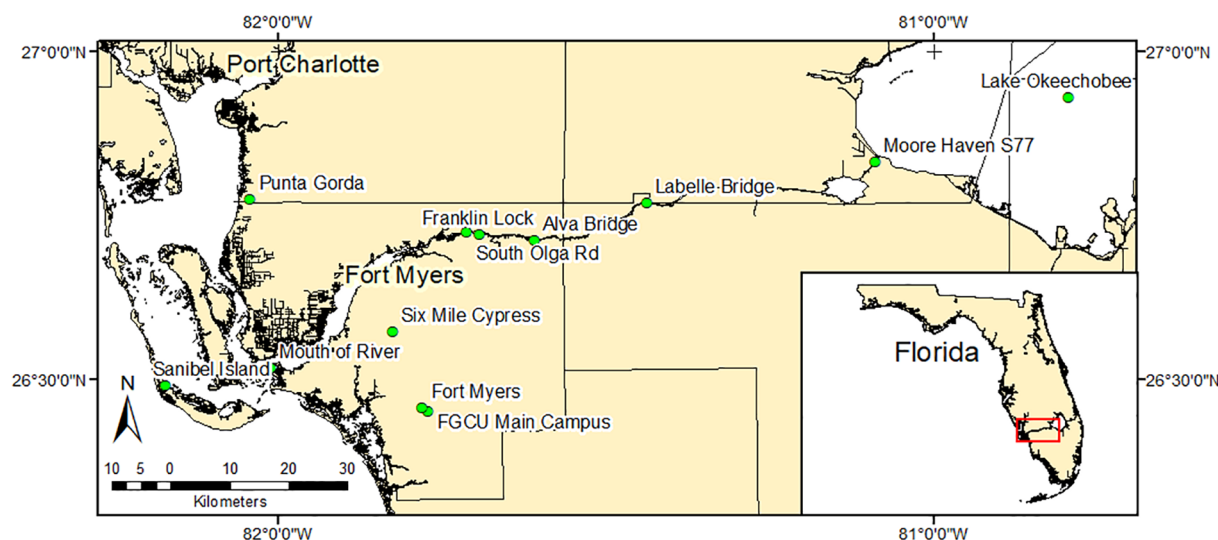 82°0'0"W 81°0'0"W
27°0'0"N 27°0'0"N
Port Charlotte
Lake Okeechobee
Moore Haven S77
Punta Gorda
Labelle Bridge
Franklin Lock
Alva Bridge
South Olga Rd
Fort Myers
Six Mile Cypress
Florida
Mouth of River
Sanibel Island
26°30'0"N 26°30'0"N
N
Fort Myers
FGCU Main Campus
10 5 0 10 20 30
Kilometers
82°0'0"W 81°0'0"W